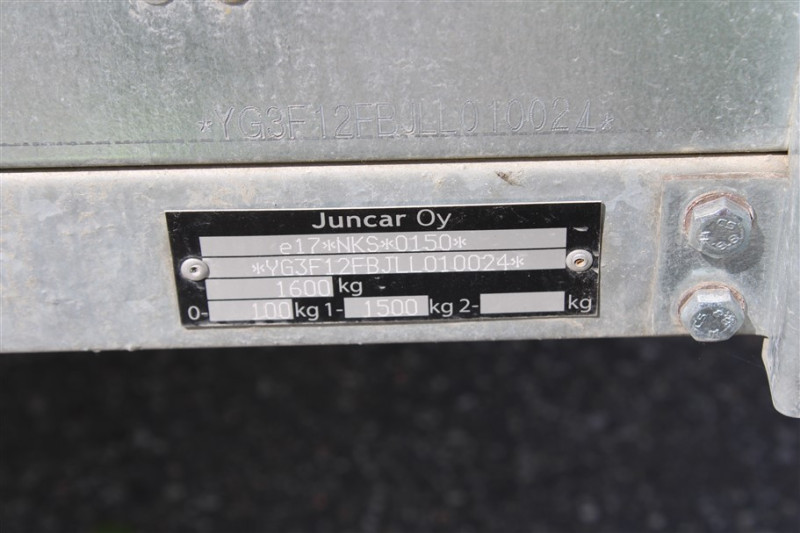 *YG3F12FBJLL010024*
Juncar Oy
e17*NKS*0150*
*YG3F12FBJLL010024*
1600 kg
0- 100 kg 1- 1500 kg 2- kg